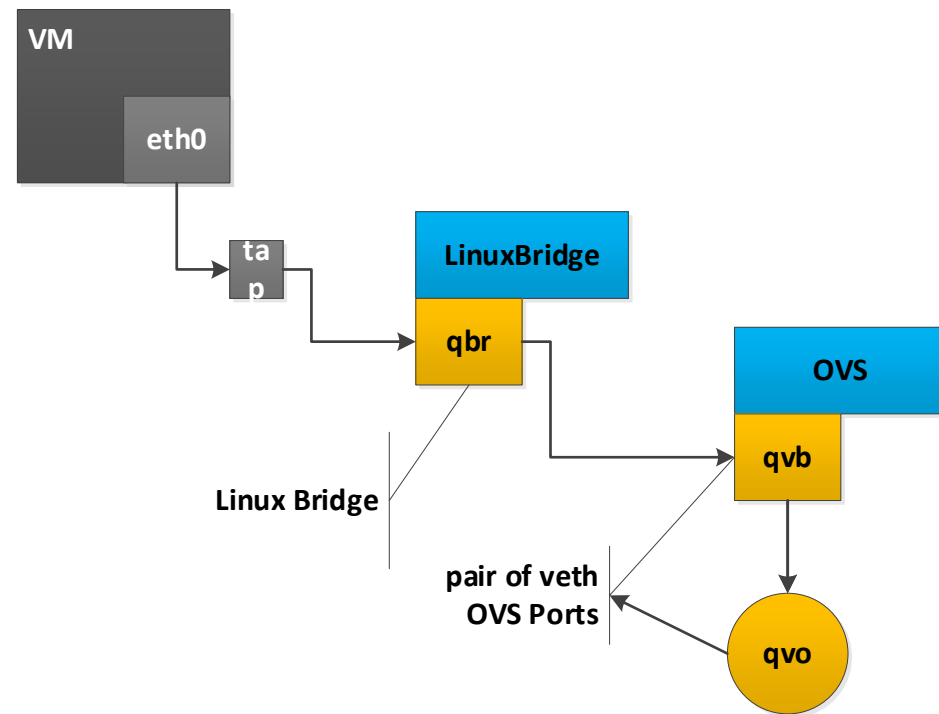 VM
eth0
ta
p
LinuxBridge
qbr
OVS
qvb
Linux Bridge
pair of veth
OVS Ports
qvo